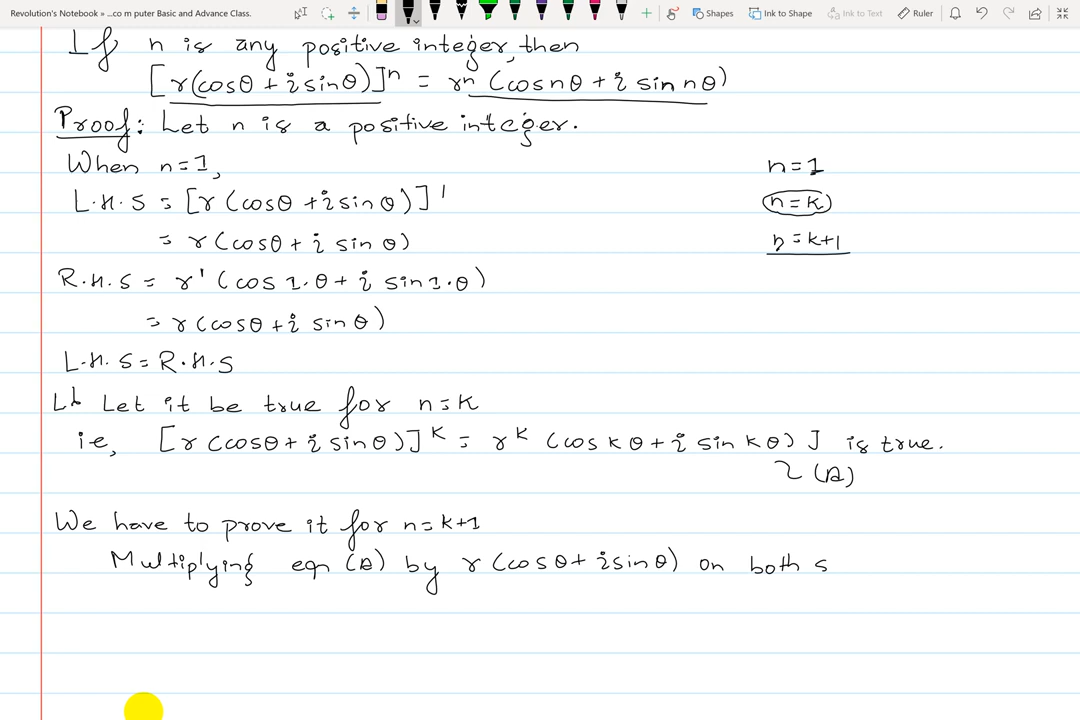 Revolution's Notebook » ...co m puter Basic and Advance Class.
Shapes Ink to Shape Ink to Text Ruler
If n is any positive integer, then
[r(cosθ + i sinθ)]ⁿ = rⁿ (cos nθ + i sin nθ)
Proof: Let n is a positive integer.
When n=1,
n=1
L.H.S = [r (cosθ + i sinθ)]¹
n=k
= r (cosθ + i sinθ)
n=k+1
R.H.S = r¹ (cos 1.θ + i sin 1.θ)
= r (cosθ + i sinθ)
L.H.S = R.H.S
Let it be true for n=k
ie, [r (cosθ + i sinθ)]ᵏ = rᵏ (cos kθ + i sin kθ)] is true.
(A)
We have to prove it for n=k+1
Multiplying eqn (A) by r (cosθ + i sinθ) on both s